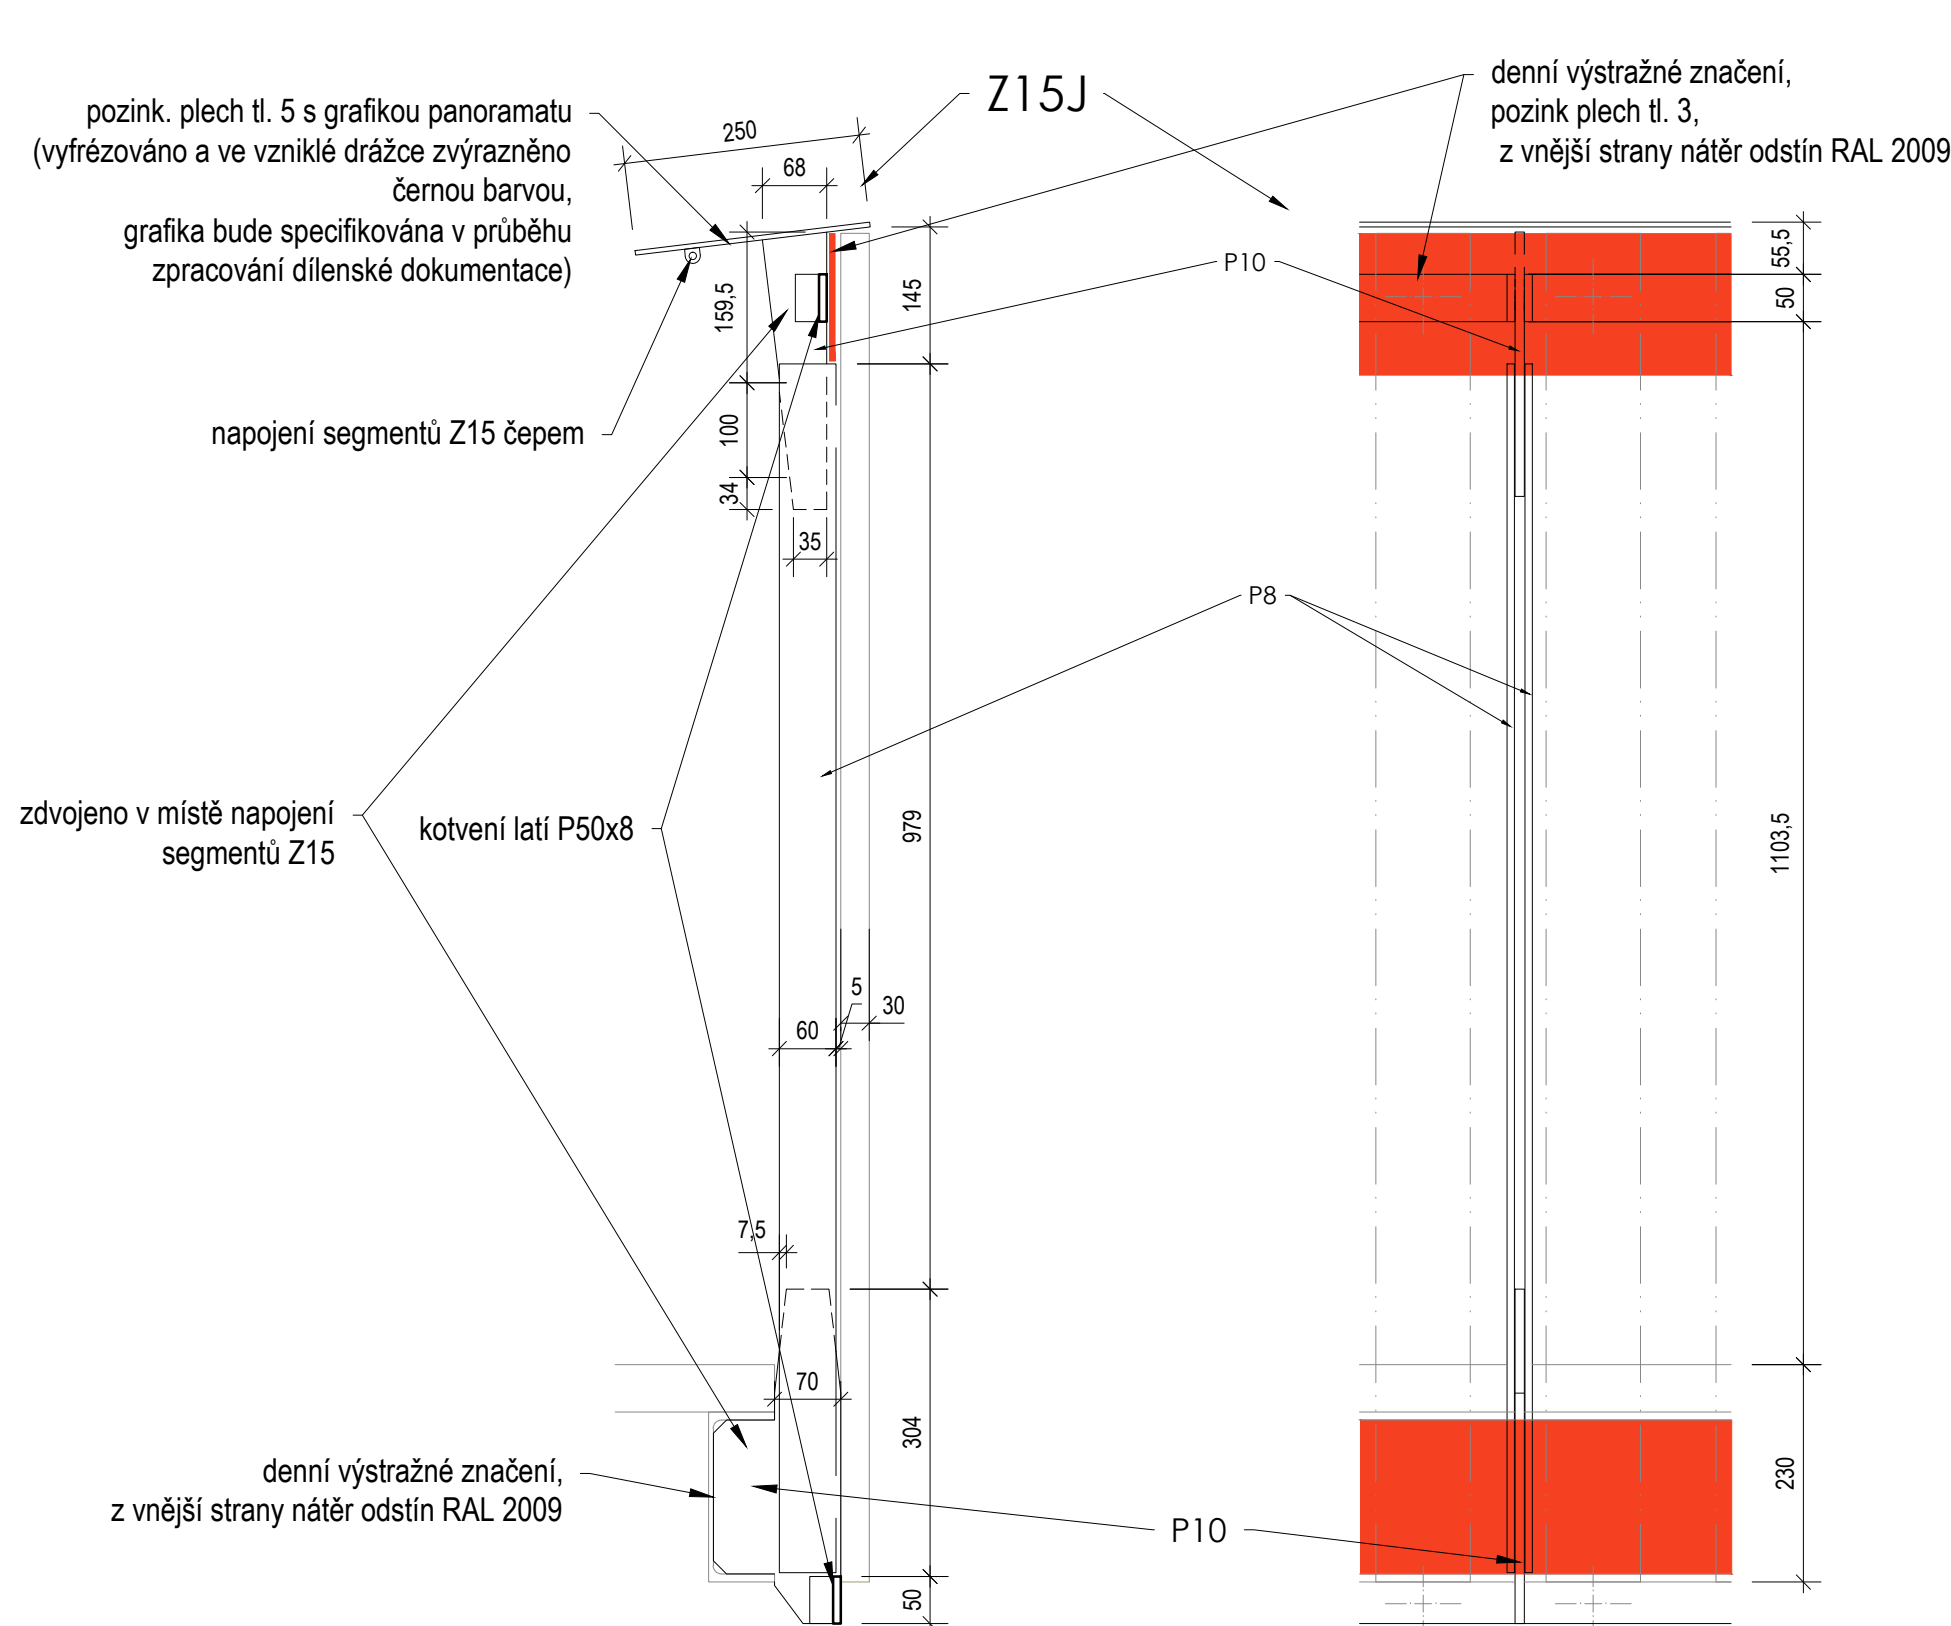 pozink. plech tl. 5 s grafikou panoramatu
(vyfrézováno a ve vzniklé drážce zvýrazněno
černou barvou,
grafika bude specifikována v průběhu
zpracování dílenské dokumentace)
250
68
Z15J
denní výstražné značení,
pozink plech tl. 3,
z vnější strany nátěr odstín RAL 2009
P10
55,5
50
159,5
145
100
34
napojení segmentů Z15 čepem
35
P8
zdvojeno v místě napojení
segmentů Z15
kotvení latí P50x8
979
1103,5
5
30
60
7,5
70
304
230
denní výstražné značení,
z vnější strany nátěr odstín RAL 2009
P10
50